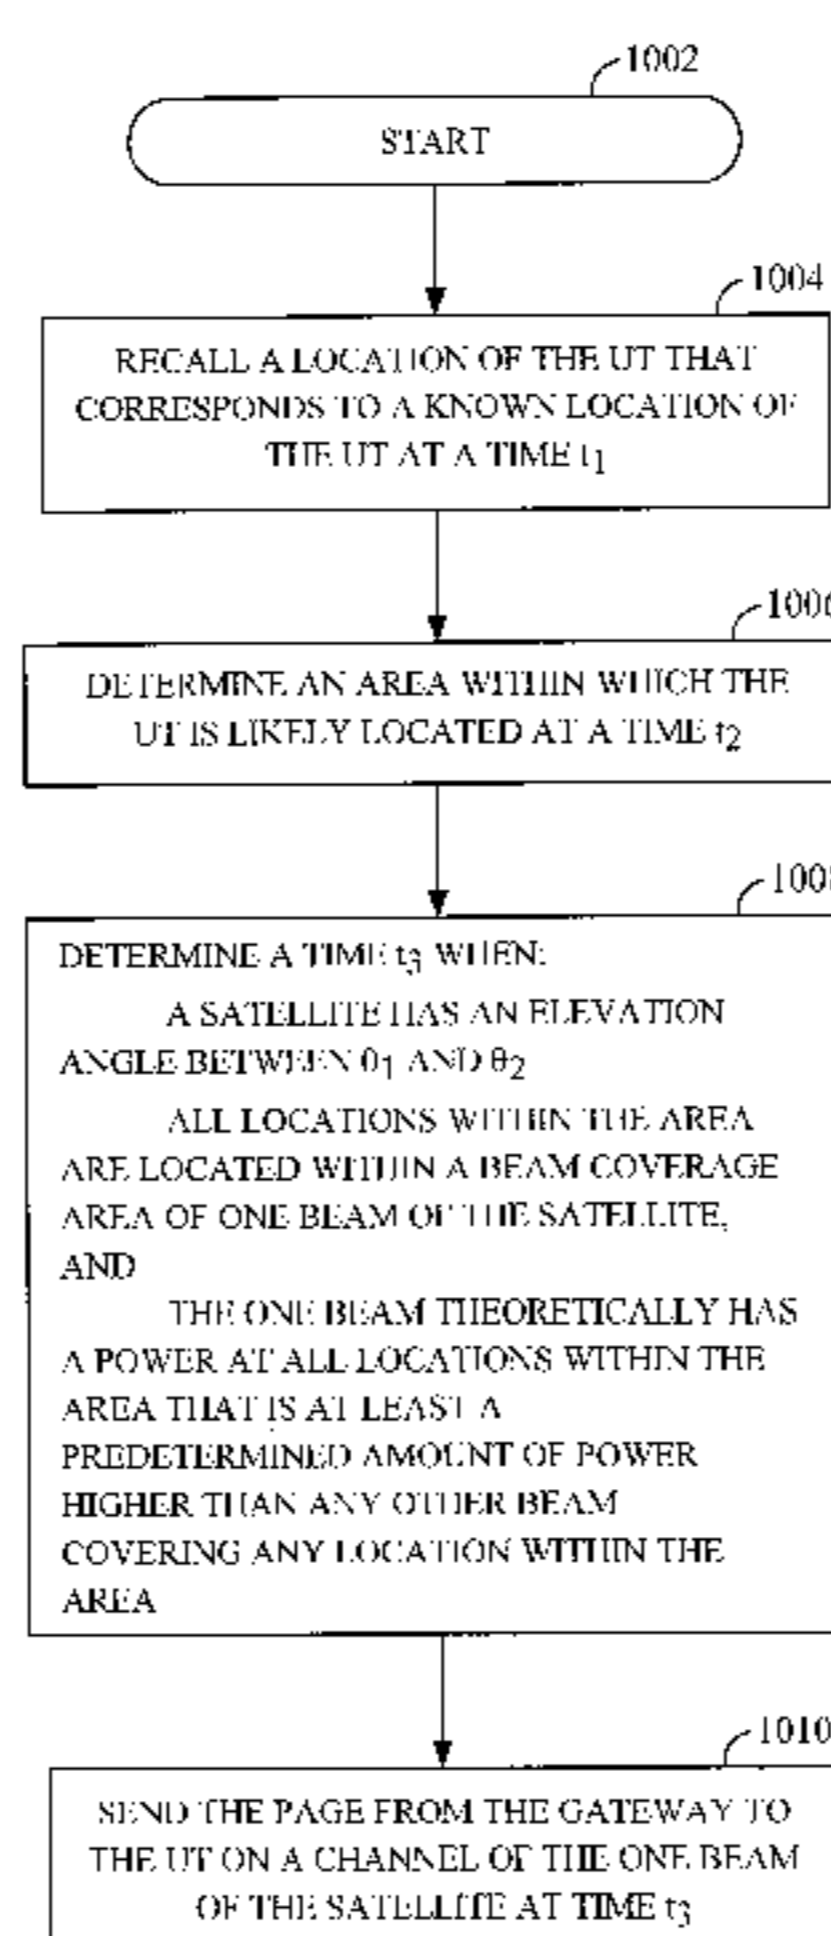 1002
START
1004
RECALL A LOCATION OF THE UT THAT
CORRESPONDS TO A KNOWN LOCATION OF
THE UT AT A TIME t1
1006
DETERMINE AN AREA WITHIN WHICH THE
UT IS LIKELY LOCATED AT A TIME t2
1008
DETERMINE A TIME t3 WHEN:
A SATELLITE HAS AN ELEVATION
ANGLE BETWEEN θ1 AND θ2
ALL LOCATIONS WITHIN THE AREA
ARE LOCATED WITHIN A BEAM COVERAGE
AREA OF ONE BEAM OF THE SATELLITE,
AND
THE ONE BEAM THEORETICALLY HAS
A POWER AT ALL LOCATIONS WITHIN THE
AREA THAT IS AT LEAST A
PREDETERMINED AMOUNT OF POWER
HIGHER THAN ANY OTHER BEAM
COVERING ANY LOCATION WITHIN THE
AREA
1010
SEND THE PAGE FROM THE GATEWAY TO
THE UT ON A CHANNEL OF THE ONE BEAM
OF THE SATELLITE AT TIME t3